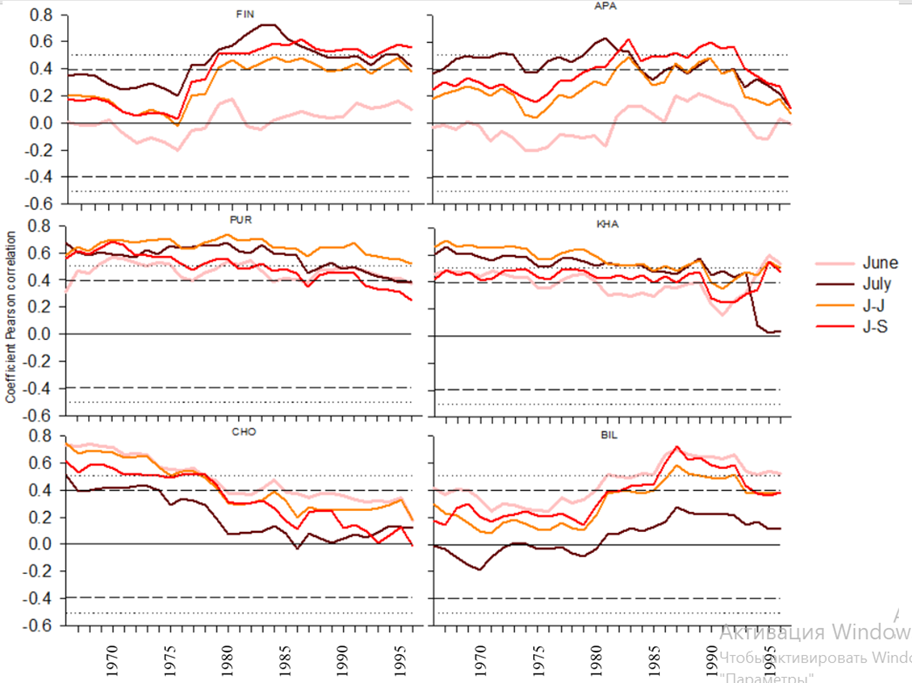 FIN
APA
0.8
0.6
0.4
0.2
0.0
-0.2
-0.4
-0.6
PUR
KHA
0.8
0.6
0.4
0.2
0.0
-0.2
-0.4
-0.6
Coefficient Pearson correlation
June
July
J-J
J-S
CHO
BIL
0.8
0.6
0.4
0.2
0.0
-0.2
-0.4
-0.6
1970 1975 1980 1985 1990 1995
1970 1975 1980 1985 1990 1995
Активация Window
Чтобы активировать Windo
"Параметры"